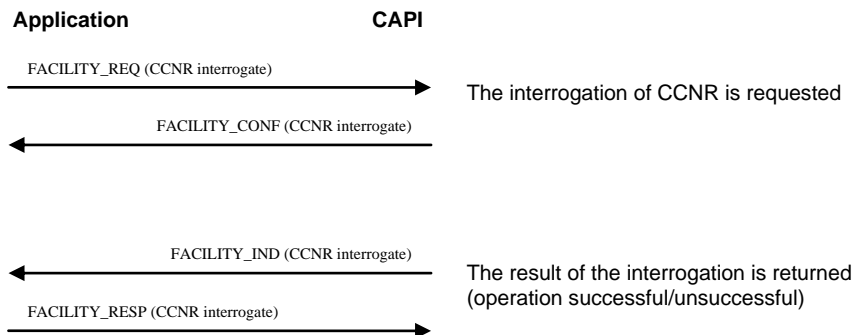 Application CAPI
FACILITY_REQ (CCNR interrogate)
The interrogation of CCNR is requested
FACILITY_CONF (CCNR interrogate)
FACILITY_IND (CCNR interrogate)
The result of the interrogation is returned
(operation successful/unsuccessful)
FACILITY_RESP (CCNR interrogate)